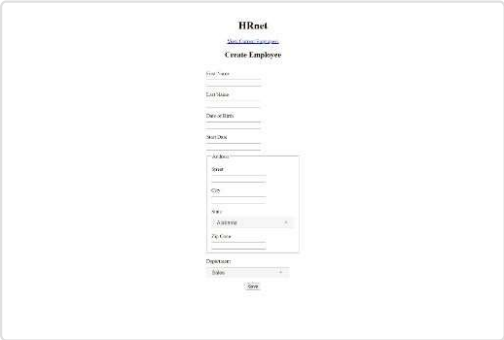 HRnet
View Current Employees
Create Employee
First Name
Last Name
Date of Birth
Start Date
Address
Street
City
State
Alabama
Zip Code
Department
Sales
Save